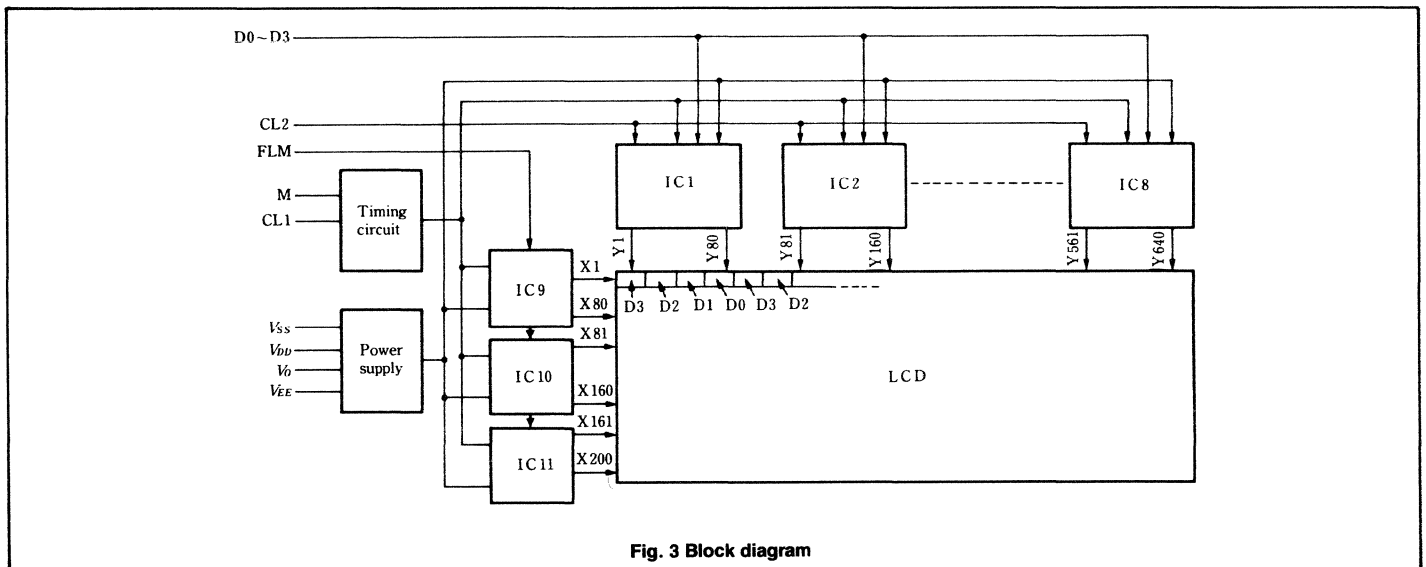 D0~D3
CL2
FLM
M
CL1
Timing
circuit
VSS
VDD
VO
VEE
Power
supply
IC1
IC2
IC8
Y1
Y80
Y81
Y160
Y561
Y640
IC9
IC10
IC11
X1
X80
X81
X160
X161
X200
D3
D2
D1
D0
D3
D2
LCD
Fig. 3 Block diagram